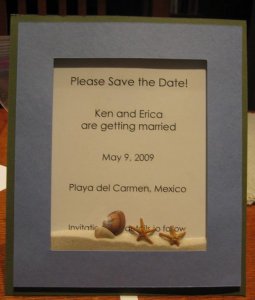 Please Save the Date!
Ken and Erica
are getting married
May 9, 2009
Playa del Carmen, Mexico
to follow